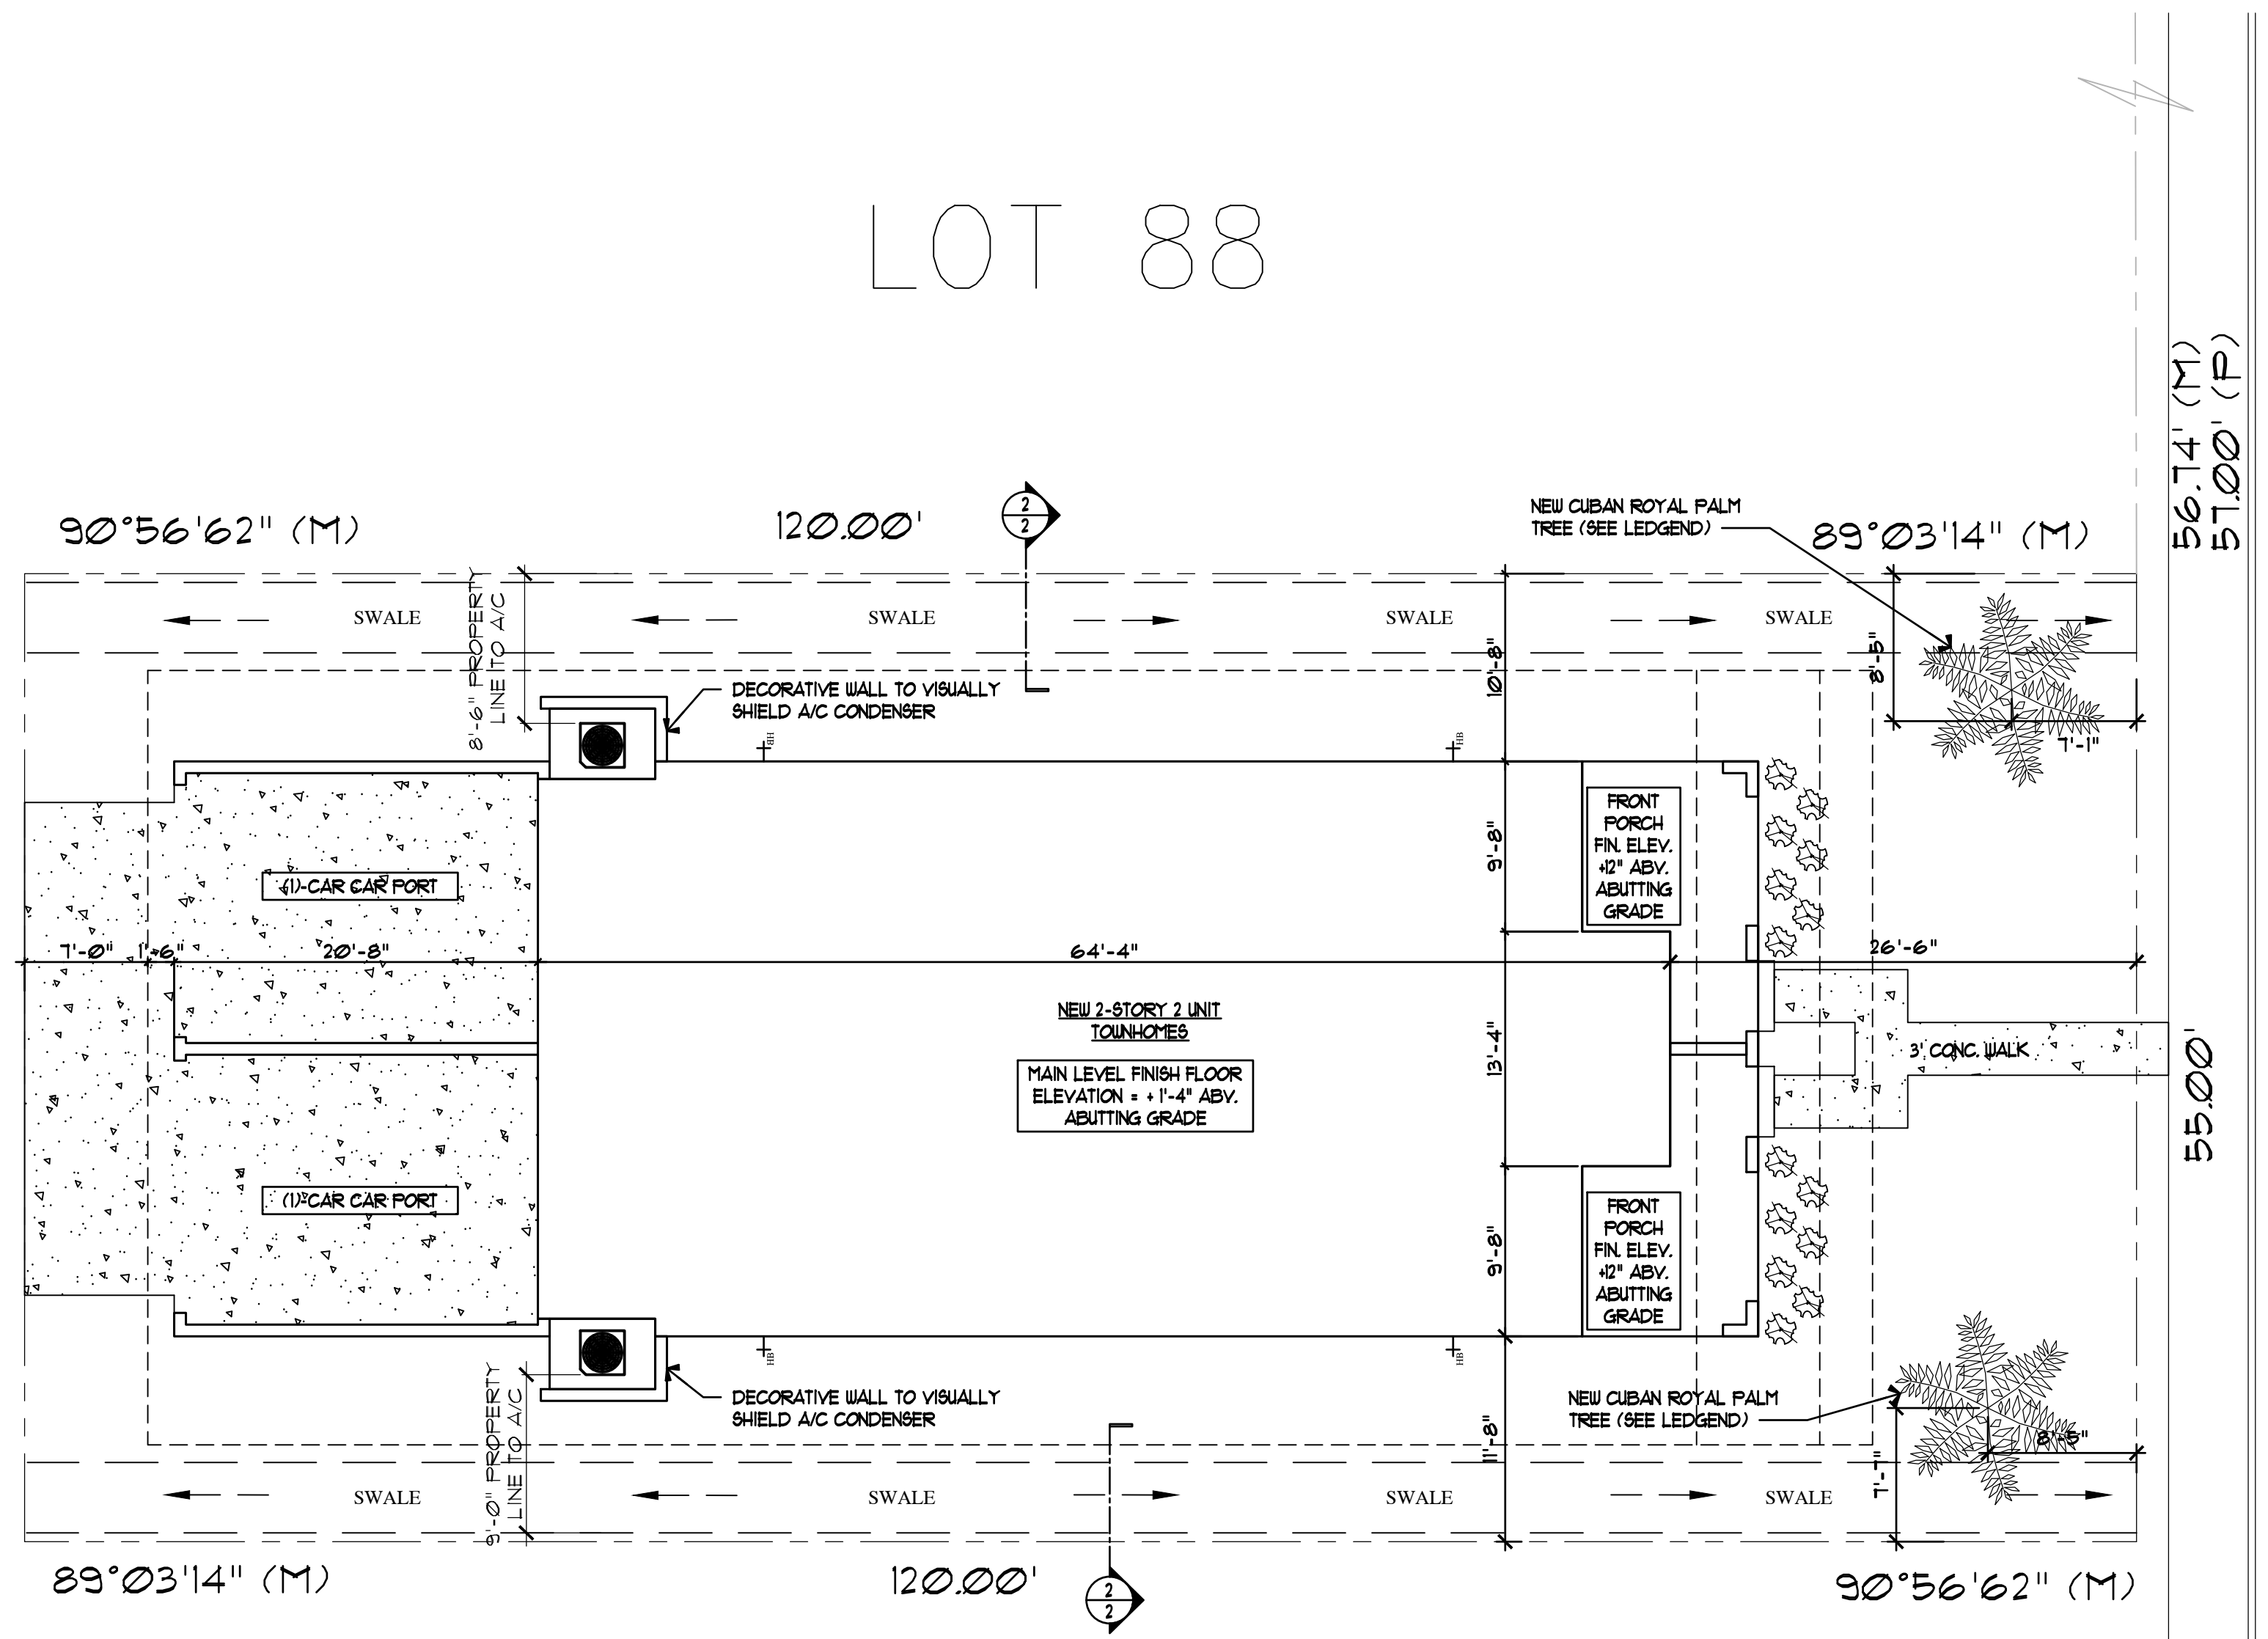 LOT 88
56.74' (M)
57.00' (P)
90°56'62" (M)
120.00'
2
2
NEW CUBAN ROYAL PALM
TREE (SEE LEDGEND)
89°03'14" (M)
SWALE
SWALE
SWALE
SWALE
8'-6" PROPERTY
LINE TO A/C
10'-8"
8'-5"
7'-1"
DECORATIVE WALL TO VISUALLY
SHIELD A/C CONDENSER
HB
HB
FRONT
PORCH
FIN. ELEV.
+12" ABV.
ABUTTING
GRADE
9'-8"
(1)-CAR CAR PORT
7'-0"
1'-6"
20'-8"
64'-4"
26'-6"
NEW 2-STORY 2 UNIT
TOWNHOMES
MAIN LEVEL FINISH FLOOR
ELEVATION = + 1'-4" ABV.
ABUTTING GRADE
13'-4"
3' CONC. WALK
55.00'
(1)-CAR CAR PORT
9'-8"
FRONT
PORCH
FIN. ELEV.
+12" ABV.
ABUTTING
GRADE
HB
HB
DECORATIVE WALL TO VISUALLY
SHIELD A/C CONDENSER
9'-0" PROPERTY
LINE TO A/C
NEW CUBAN ROYAL PALM
TREE (SEE LEDGEND)
11'-8"
8'-5"
7'-7"
SWALE
SWALE
SWALE
SWALE
89°03'14" (M)
120.00'
2
2
90°56'62" (M)